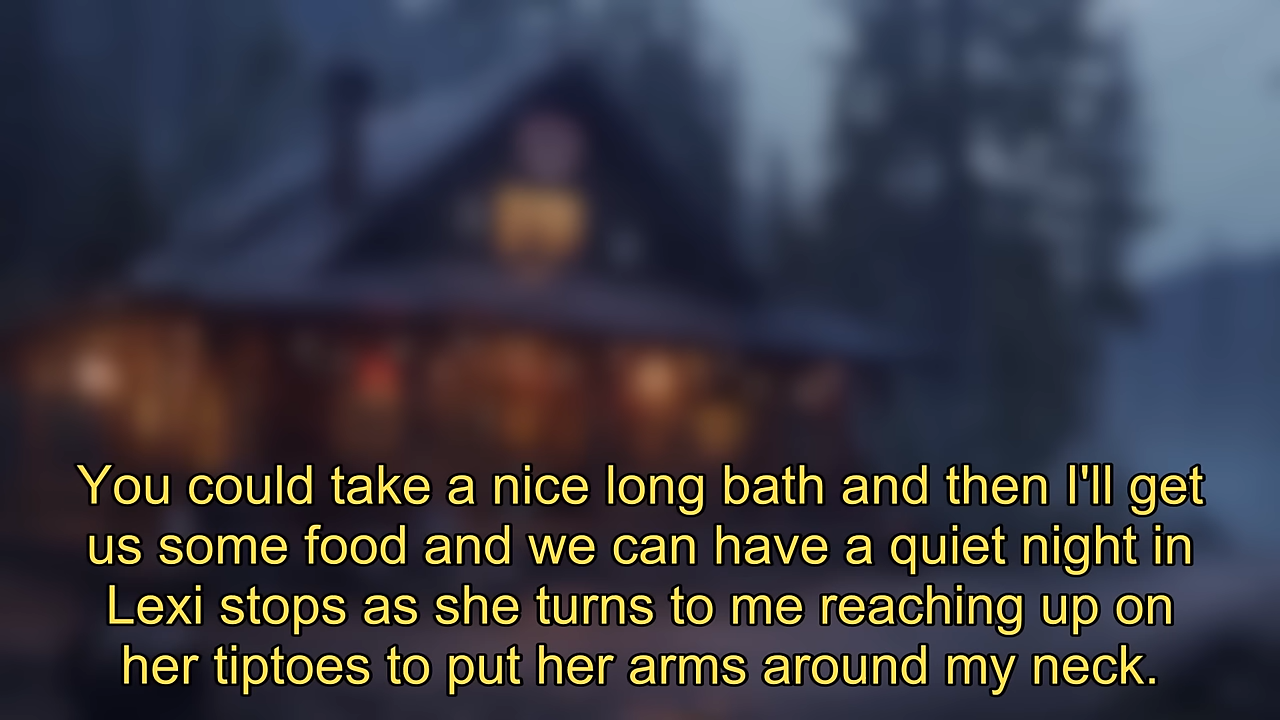 You could take a nice long bath and then I'll get
us some food and we can have a quiet night in
Lexi stops as she turns to me reaching up on
her tiptoes to put her arms around my neck.